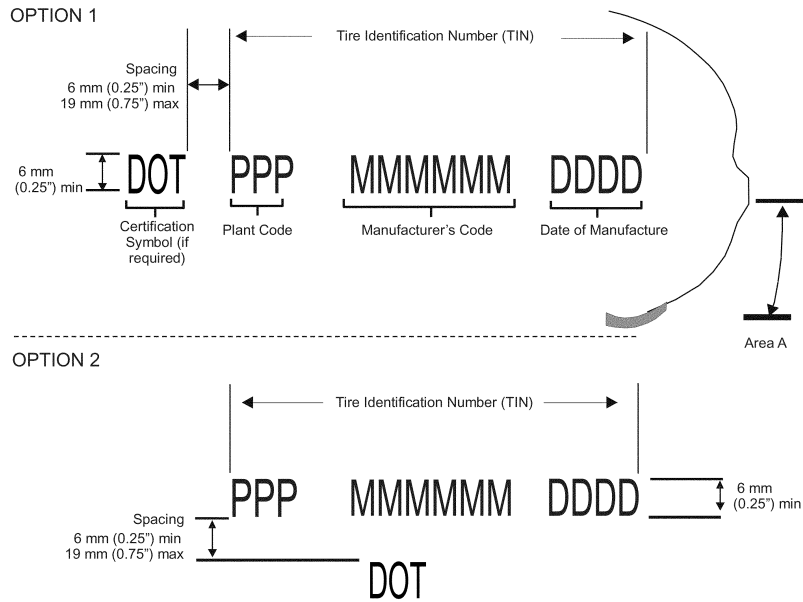 OPTION 1
Tire Identification Number (TIN)
Spacing
6 mm (0.25”) min
19 mm (0.75”) max
6 mm
(0.25”) min
DOT PPP MMMMMM DDDD
Certification
Symbol (if
required)
Plant Code
Manufacturer’s Code
Date of Manufacture
Area A
OPTION 2
Tire Identification Number (TIN)
PPP MMMMMM DDDD
6 mm
(0.25”) min
Spacing
6 mm (0.25”) min
19 mm (0.75”) max
DOT